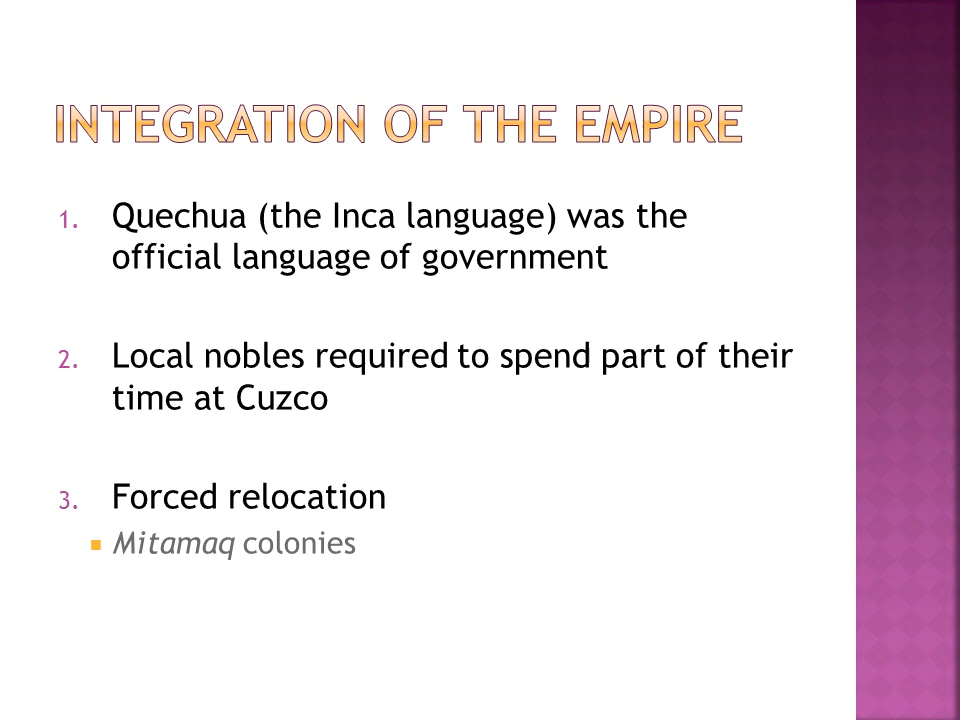 INTEGRATION OF THE EMPIRE
1. Quechua (the Inca language) was the
official language of government
2. Local nobles required to spend part of their
time at Cuzco
3. Forced relocation
■ Mitamaq colonies